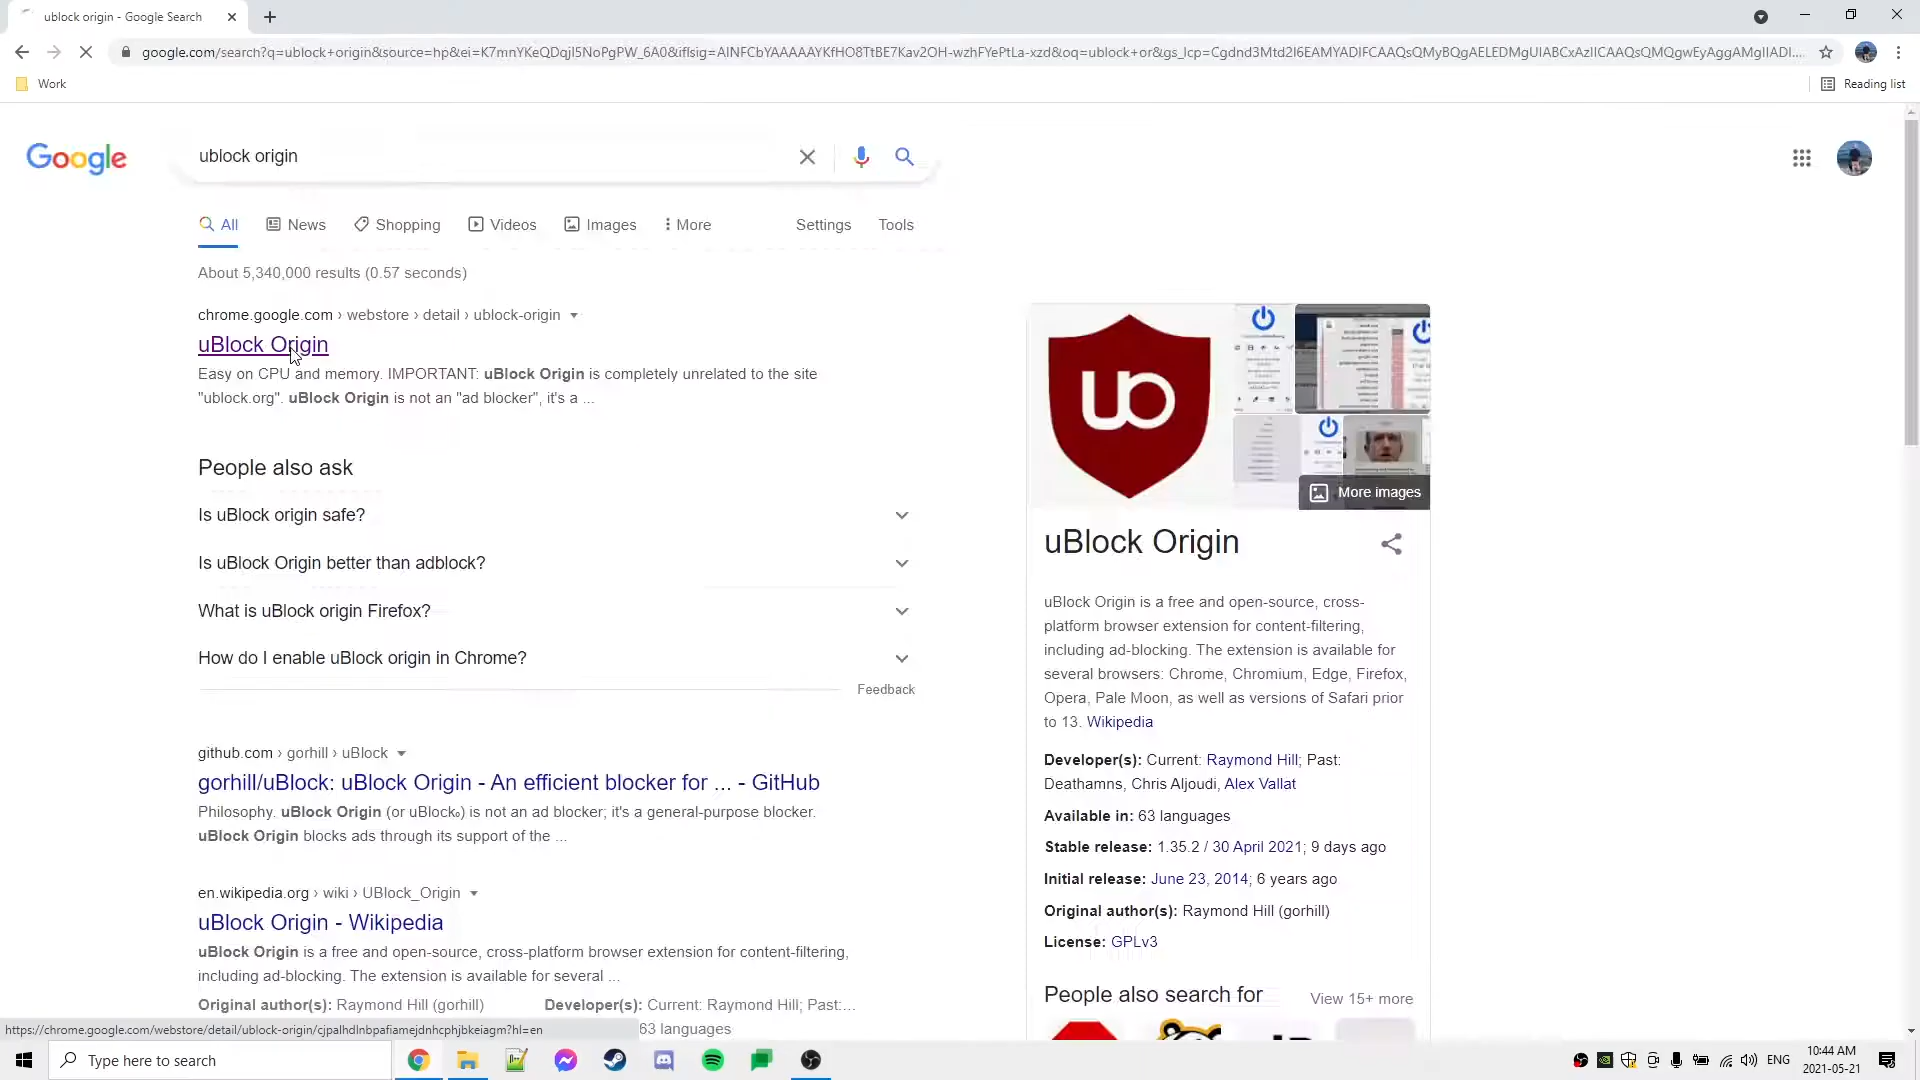 ublock origin - Google Search
google.com/search?q=ublock+origin&source=hp&ei=K7mnYKeQDqjI5NoPgPW_6A0&iflsig=AINFCbYAAAAAYKfHO8TtBE7Kav2OH-wzhFYePtLa-xzd&oq=ublock+or&gs_lcp=Cgdnd3Mtd2l6EAMYADIFCAAQsQMyBQgAELEDMgUIABCxAzIICAAQsQMQgwEyAggAMgIIADI...
Work
Reading list
Google
ublock origin
All
News
Shopping
Videos
Images
More
Settings
Tools
About 5,340,000 results (0.57 seconds)
chrome.google.com › webstore › detail › ublock-origin
uBlock Origin
Easy on CPU and memory. IMPORTANT: uBlock Origin is completely unrelated to the site
"ublock.org". uBlock Origin is not an "ad blocker", it's a ...
People also ask
Is uBlock origin safe?
Is uBlock Origin better than adblock?
What is uBlock origin Firefox?
How do I enable uBlock origin in Chrome?
Feedback
github.com › gorhill › uBlock
gorhill/uBlock: uBlock Origin - An efficient blocker for ... - GitHub
Philosophy. uBlock Origin (or uBlock₀) is not an ad blocker; it's a general-purpose blocker.
uBlock Origin blocks ads through its support of the ...
en.wikipedia.org › wiki › UBlock_Origin
uBlock Origin - Wikipedia
uBlock Origin is a free and open-source, cross-platform browser extension for content-filtering,
including ad-blocking. The extension is available for several ...
Original author(s): Raymond Hill (gorhill)
Developer(s): Current: Raymond Hill; Past:...
63 languages
uo
More images
uBlock Origin
uBlock Origin is a free and open-source, cross-
platform browser extension for content-filtering,
including ad-blocking. The extension is available for
several browsers: Chrome, Chromium, Edge, Firefox,
Opera, Pale Moon, as well as versions of Safari prior
to 13. Wikipedia
Developer(s): Current: Raymond Hill; Past:
Deathamns, Chris Aljoudi, Alex Vallat
Available in: 63 languages
Stable release: 1.35.2 / 30 April 2021; 9 days ago
Initial release: June 23, 2014; 6 years ago
Original author(s): Raymond Hill (gorhill)
License: GPLv3
People also search for
View 15+ more
https://chrome.google.com/webstore/detail/ublock-origin/cjpalhdlnbpafiamejdnhcphjbkeiagm?hl=en
Type here to search
ENG
10:44 AM
2021-05-21